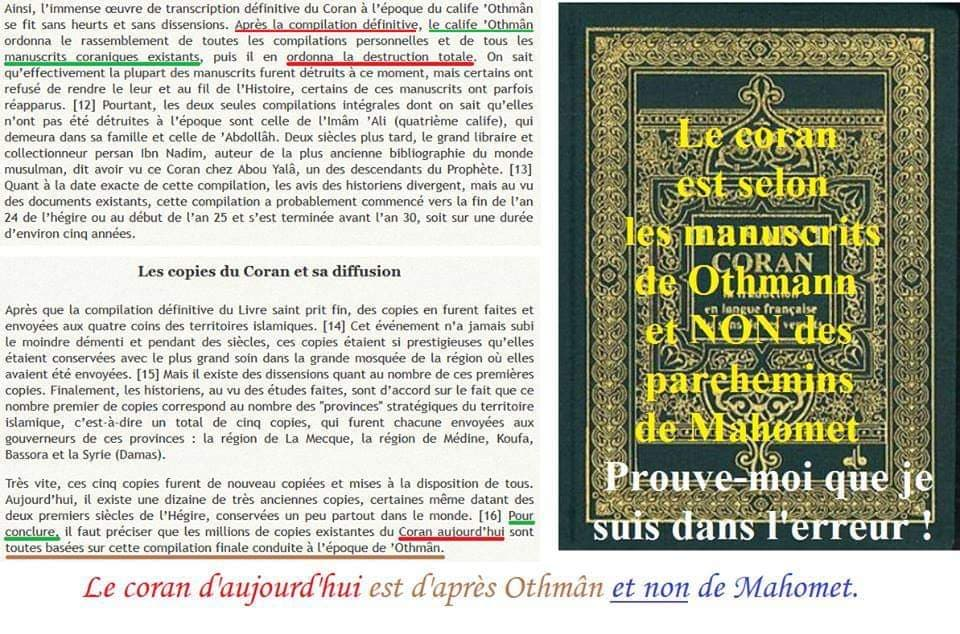 Ainsi, l'immense œuvre de transcription définitive du Coran à l'époque du calife 'Othmân
se fit sans heurts et sans dissensions. Après la compilation définitive, le calife 'Othmân
ordonna le rassemblement de toutes les compilations personnelles et de tous les
manuscrits coraniques existants, puis il en ordonna la destruction totale. On sait
qu'effectivement la plupart des manuscrits furent détruits à ce moment, mais certains ont
refusé de rendre le leur et au fil de l'Histoire, certains de ces manuscrits ont parfois
réapparus. [12] Pourtant, les deux seules compilations intégrales dont on sait qu'elles
n'ont pas été détruites à l'époque sont celle de l'Imâm 'Ali (quatrième calife), qui
demeura dans sa famille et celle de 'Abdollâh. Deux siècles plus tard, le grand libraire et
collectionneur persan Ibn Nadim, auteur de la plus ancienne bibliographie du monde
musulman, dit avoir vu ce Coran chez Abou Yalâ, un des descendants du Prophète. [13]
Quant à la date exacte de cette compilation, les avis des historiens divergent, mais au vu
des documents existants, cette compilation a probablement commencé vers la fin de l'an
24 de l'hégire ou au début de l'an 25 et s'est terminée avant l'an 30, soit sur une durée
d'environ cinq années.
Les copies du Coran et sa diffusion
Après que la compilation définitive du Livre saint prit fin, des copies en furent faites et
envoyées aux quatre coins des territoires islamiques. [14] Cet événement n'a jamais subi
le moindre démenti et pendant des siècles, ces copies étaient si prestigieuses qu'elles
étaient conservées avec le plus grand soin dans la grande mosquée de la région où elles
avaient été envoyées. [15] Mais il existe des dissensions quant au nombre de ces premières
copies. Finalement, les historiens, au vu des études faites, sont d'accord sur le fait que ce
nombre premier de copies correspond au nombre des "provinces" stratégiques du territoire
islamique, c'est-à-dire un total de cinq copies, qui furent chacune envoyées aux
gouverneurs de ces provinces : la région de La Mecque, la région de Médine, Koufa,
Bassora et la Syrie (Damas).
Très vite, ces cinq copies furent de nouveau copiées et mises à la disposition de tous.
Aujourd'hui, il existe une dizaine de très anciennes copies, certaines même datant des
deux premiers siècles de l'Hégire, conservées un peu partout dans le monde. [16] Pour
conclure, il faut préciser que les millions de copies existantes du Coran aujourd'hui sont
toutes basées sur cette compilation finale conduite à l'époque de 'Othmân.
Le coran
est selon
les manuscrits
CORAN
de Othmann
en langue française
et NON des
parchemins
de Mahomet
Prouve-moi que je
suis dans l'erreur !
Le coran d'aujourd'hui est d'après Othmân et non de Mahomet.